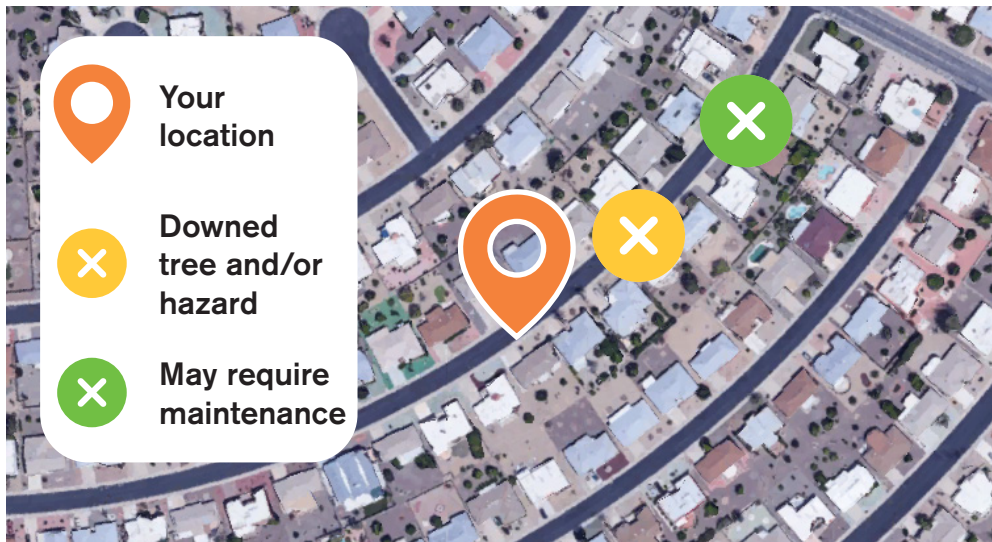 Your
location
Downed
tree and/or
hazard
May require
maintenance